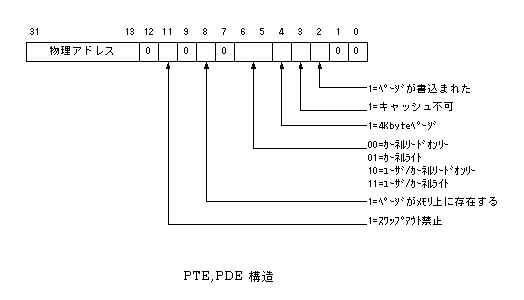 31 13 12 11 9 8 7 6 5 4 3 2 1 0
物理アドレス 0 0 0 0 0 0
1=ﾍﾟｰｼﾞが書込まれた
1=キャッシュ不可
1=4Kbyteﾍﾟｰｼﾞ
00=ｶｰﾈﾙﾘｰﾄﾞｵﾝﾘｰ
01=ｶｰﾈﾙﾗｲﾄ
10=ﾕｰｻﾞ/ｶｰﾈﾙﾘｰﾄﾞｵﾝﾘｰ
11=ﾕｰｻﾞ/ｶｰﾈﾙﾗｲﾄ
1=ﾍﾟｰｼﾞがﾒﾓﾘ上に存在する
1=ｽﾜｯﾌﾟｱｳﾄ禁止
PTE,PDE 構造